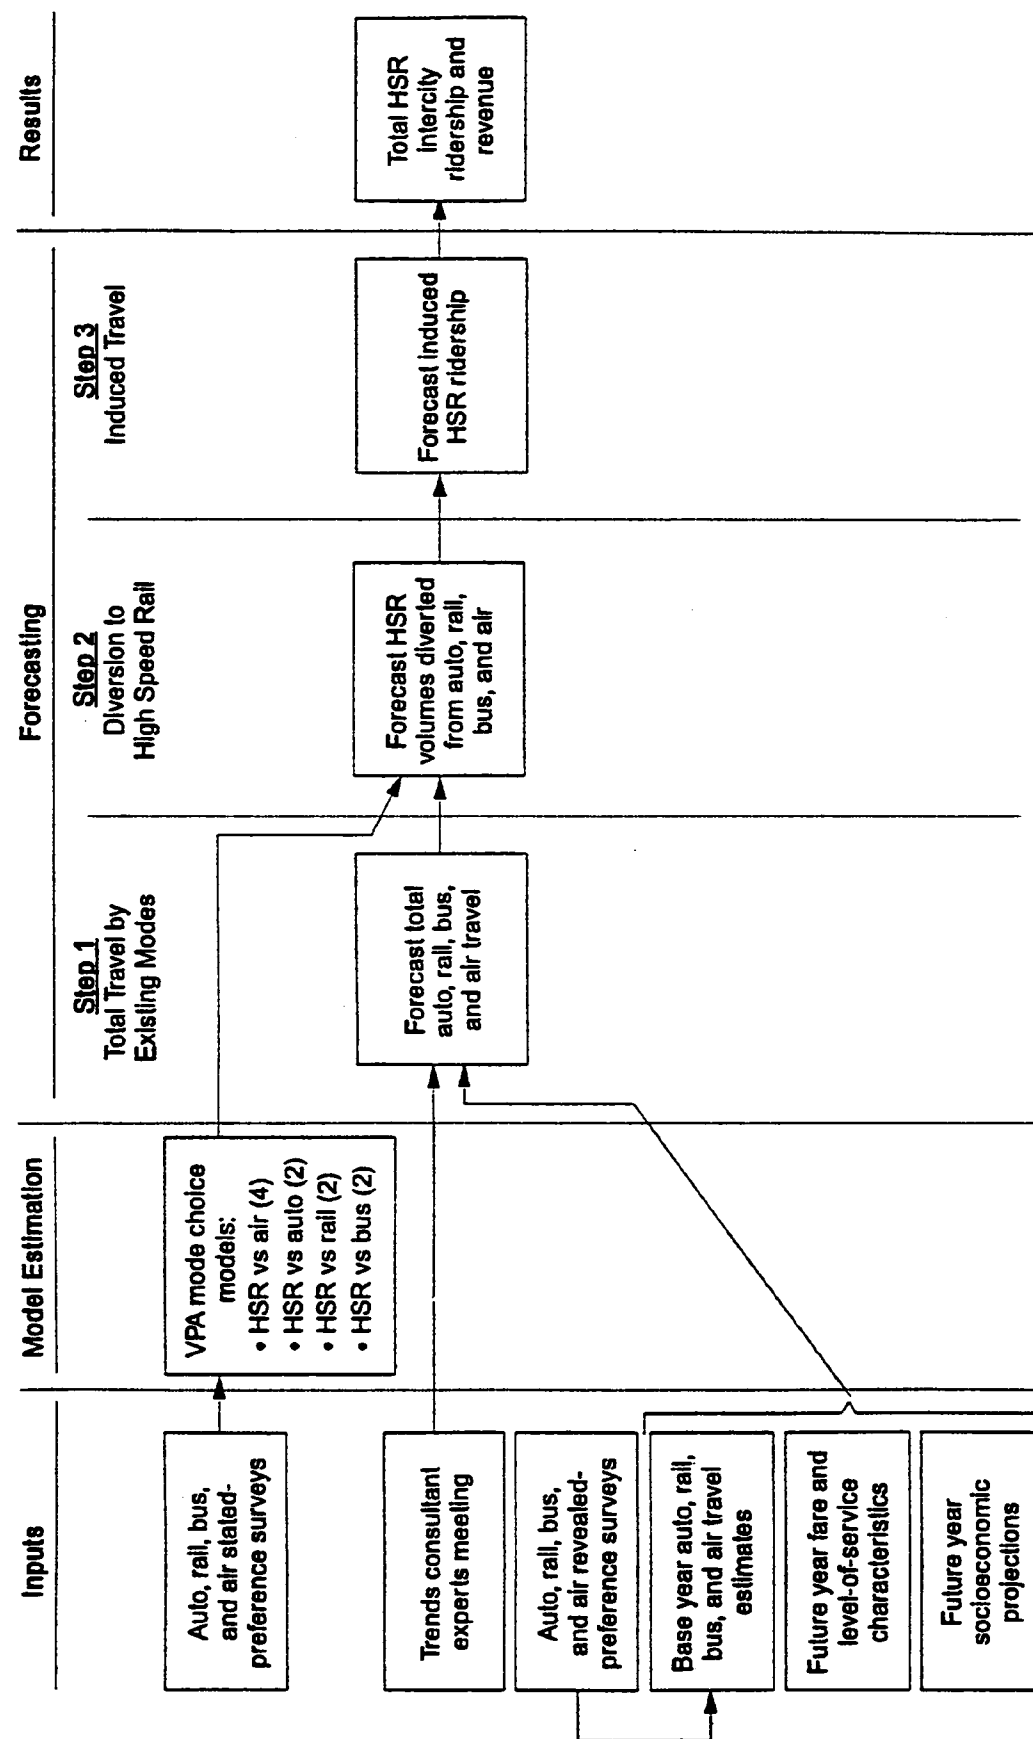 Inputs
Model Estimation
Forecasting
Results
Step 1
Total Travel by
Existing Modes
Step 2
Diversion to
High Speed Rail
Step 3
Induced Travel
Auto, rail, bus,
and air stated-
preference surveys
VPA mode choice
models:
• HSR vs air (4)
• HSR vs auto (2)
• HSR vs rail (2)
• HSR vs bus (2)
Trends consultant
experts meeting
Forecast total
auto, rail, bus,
and air travel
Forecast HSR
volumes diverted
from auto, rail,
bus, and air
Forecast induced
HSR ridership
Total HSR
intercity
ridership and
revenue
Auto, rail, bus,
and air revealed-
preference surveys
Base year auto, rail,
bus, and air travel
estimates
Future year fare and
level-of-service
characteristics
Future year
socioeconomic
projections